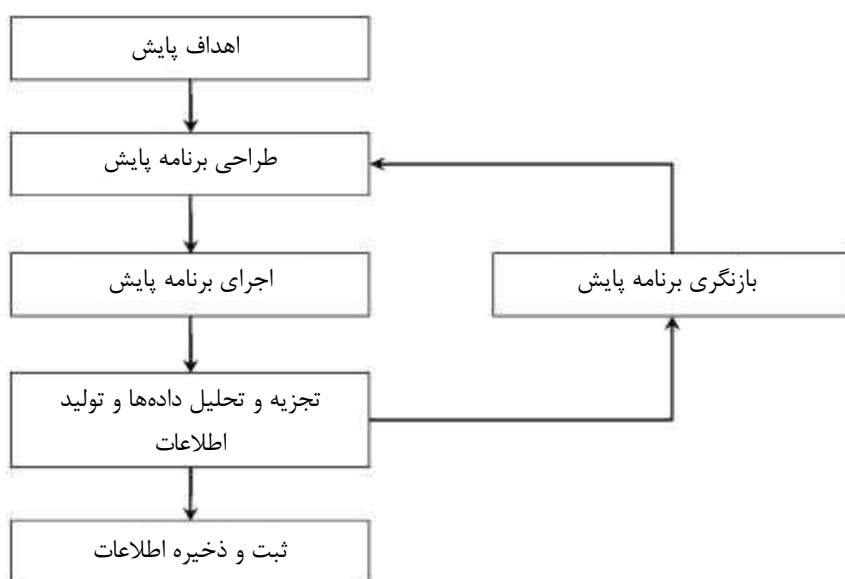 اهداف پایش
طراحی برنامه پایش
اجرای برنامه پایش
بازنگری برنامه پایش
تجزیه و تحلیل داده‌ها و تولید
اطلاعات
ثبت و ذخیره اطلاعات